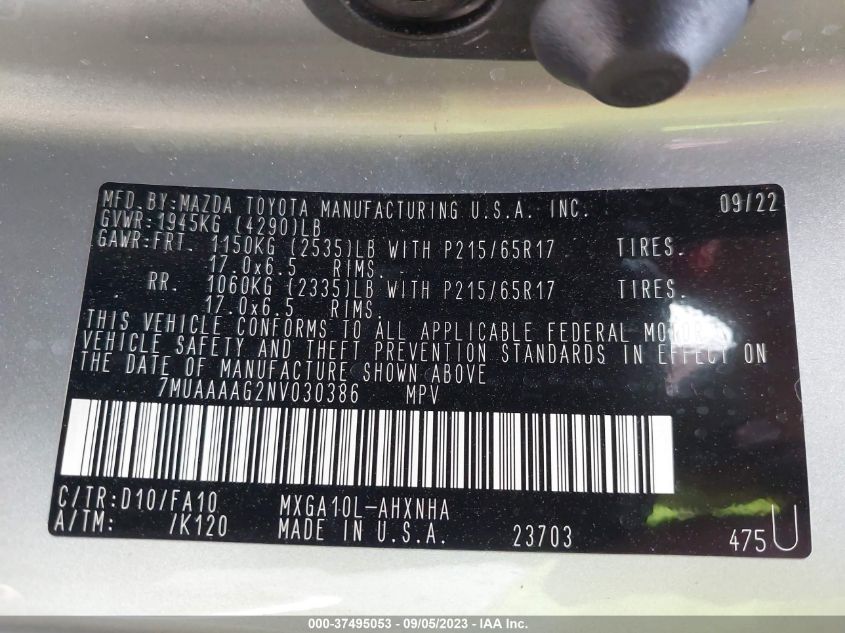 MFD.BY:MAZDA TOYOTA MANUFACTURING U.S.A. INC. 09/22
GVWR:1945KG (4290)LB
GAWR:FRT. 1150KG (2535)LB WITH P215/65R17 TIRES.
17.0x6.5 RIMS.
RR. 1060KG (2335)LB WITH P215/65R17 TIRES.
17.0x6.5 RIMS.
THIS VEHICLE CONFORMS TO ALL APPLICABLE FEDERAL MOTOR
VEHICLE SAFETY AND THEFT PREVENTION STANDARDS IN EFFECT ON
THE DATE OF MANUFACTURE SHOWN ABOVE
7MUAAAAG2NV030386 MPV
C/TR:D10/FA10 MXGA10L-AHXNHA
A/TM: /K120 MADE IN U.S.A. 23703 475U
000-37495053 - 09/05/2023 - IAA Inc.